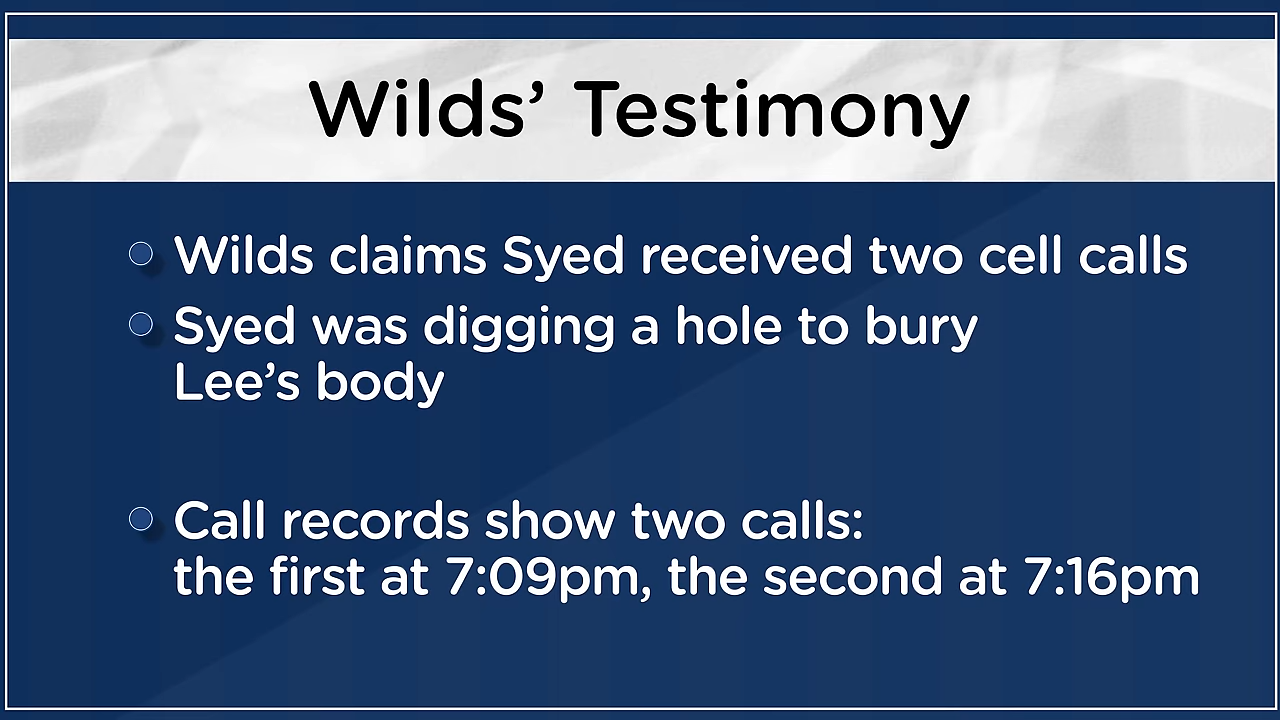 Wilds’ Testimony
Wilds claims Syed received two cell calls
Syed was digging a hole to bury
Lee’s body
Call records show two calls:
the first at 7:09pm, the second at 7:16pm